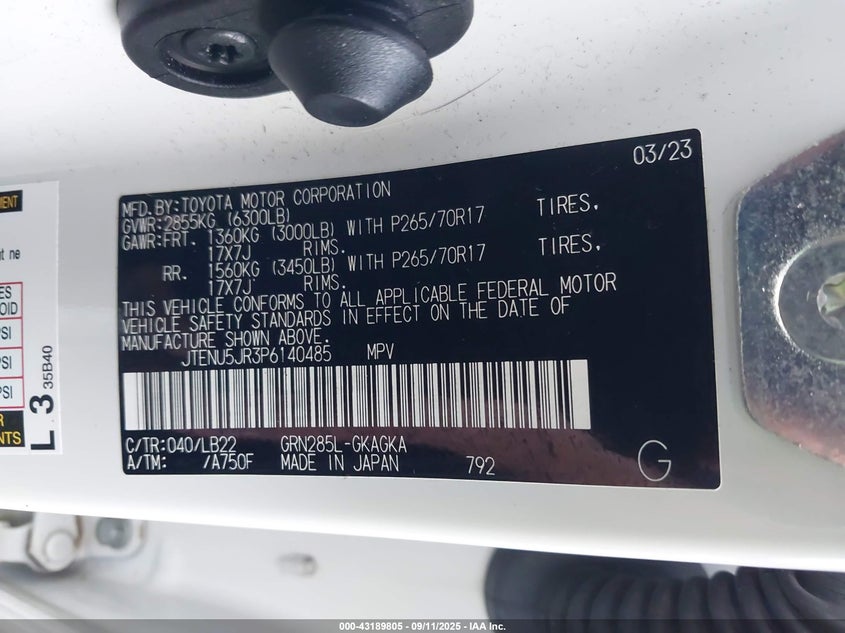 03/23
MFD.BY:TOYOTA MOTOR CORPORATION
GVWR:2855KG (6300LB)
GAWR:FRT. 1360KG (3000LB) WITH P265/70R17 TIRES,
17X7J RIMS.
RR. 1560KG (3450LB) WITH P265/70R17 TIRES,
17X7J RIMS.
THIS VEHICLE CONFORMS TO ALL APPLICABLE FEDERAL MOTOR
VEHICLE SAFETY STANDARDS IN EFFECT ON THE DATE OF
MANUFACTURE SHOWN ABOVE.
JTENU5JR3P6140485 MPV
C/TR:040/LB22 GRN285L-GKAGKA
A/TM: /A750F MADE IN JAPAN 792
G
L.3 35B40
PSI
000-43189805 - 09/11/2025 - IAA Inc.